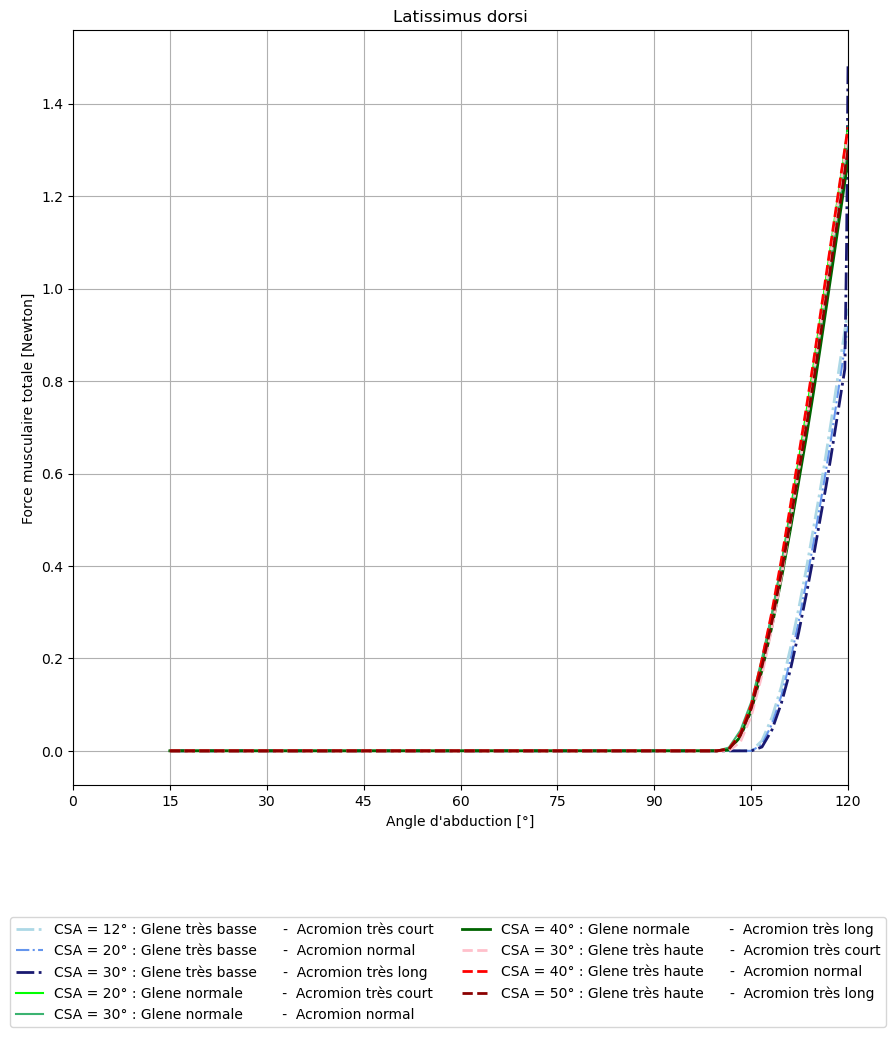 Latissimus dorsi
1.4
1.2
1.0
0.8
0.6
0.4
0.2
0.0
Force musculaire totale [Newton]
0 15 30 45 60 75 90 105 120
Angle d'abduction [°]
CSA = 12° : Glene très basse - Acromion très court
CSA = 20° : Glene très basse - Acromion normal
CSA = 30° : Glene très basse - Acromion très long
CSA = 20° : Glene normale - Acromion très court
CSA = 30° : Glene normale - Acromion normal
CSA = 40° : Glene normale - Acromion très long
CSA = 30° : Glene très haute - Acromion très court
CSA = 40° : Glene très haute - Acromion normal
CSA = 50° : Glene très haute - Acromion très long